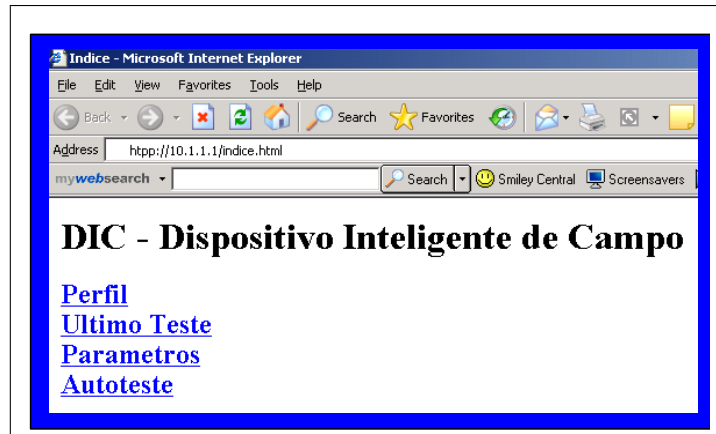 Indice - Microsoft Internet Explorer
File Edit View Favorites Tools Help
Back Search Favorites
Address htpp://10.1.1.1/indice.html
mywebsearch Search Smiley Central Screensavers
DIC - Dispositivo Inteligente de Campo
Perfil
Ultimo Teste
Parametros
Autoteste